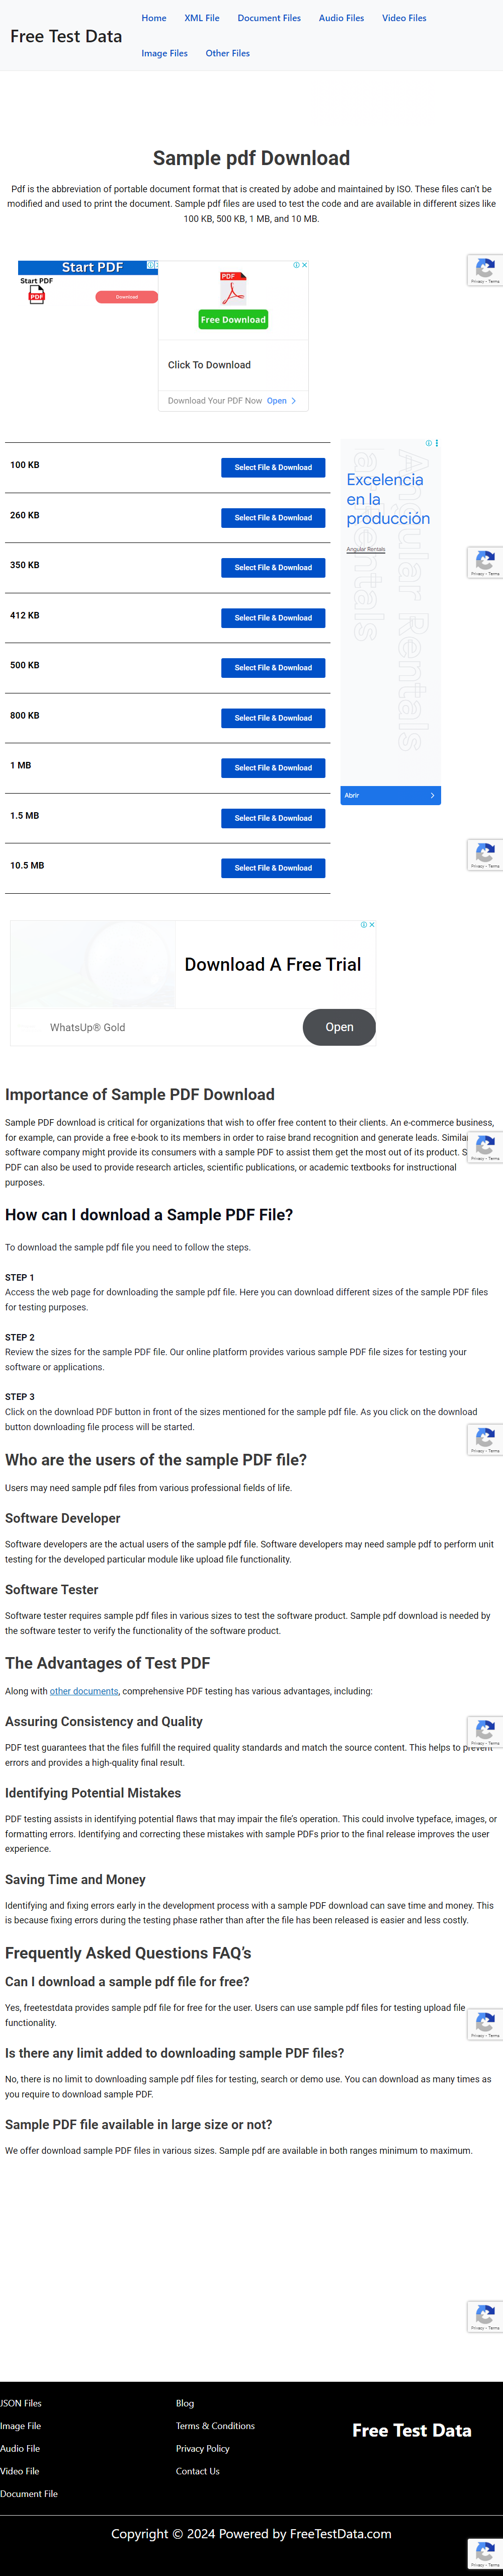 Free Test Data
Home XML File Document Files Audio Files Video Files
Image Files Other Files
Sample pdf Download
Pdf is the abbreviation of portable document format that is created by adobe and maintained by ISO. These files can't be
modified and used to print the document. Sample pdf files are used to test the code and are available in different sizes like
100 KB, 500 KB, 1 MB, and 10 MB.
Start PDF
Start PDF
PDF
Download
PDF
Free Download
Click To Download
Download Your PDF Now Open
Privacy - Terms
100 KB Select File & Download
260 KB Select File & Download
350 KB Select File & Download
412 KB Select File & Download
500 KB Select File & Download
800 KB Select File & Download
1 MB Select File & Download
1.5 MB Select File & Download
10.5 MB Select File & Download
Angular Rentals
Excelencia
en la
producción
Angular Rentals
Abrir
Privacy - Terms
Privacy - Terms
Download A Free Trial
WhatsUp® Gold
Open
Importance of Sample PDF Download
Sample PDF download is critical for organizations that wish to offer free content to their clients. An e-commerce business,
for example, can provide a free e-book to its members in order to raise brand recognition and generate leads.
software company might provide its consumers with a sample PDF to assist them get the most out of its product.
PDF can also be used to provide research articles, scientific publications, or academic textbooks for instructional
purposes.
Privacy - Terms
How can I download a Sample PDF File?
To download the sample pdf file you need to follow the steps.
STEP 1
Access the web page for downloading the sample pdf file. Here you can download different sizes of the sample PDF files
for testing purposes.
STEP 2
Review the sizes for the sample PDF file. Our online platform provides various sample PDF file sizes for testing your
software or applications.
STEP 3
Click on the download PDF button in front of the sizes mentioned for the sample pdf file. As you click on the download
button downloading file process will be started.
Privacy - Terms
Who are the users of the sample PDF file?
Users may need sample pdf files from various professional fields of life.
Software Developer
Software developers are the actual users of the sample pdf file. Software developers may need sample pdf to perform unit
testing for the developed particular module like upload file functionality.
Software Tester
Software tester requires sample pdf files in various sizes to test the software product. Sample pdf download is needed by
the software tester to verify the functionality of the software product.
The Advantages of Test PDF
Along with other documents, comprehensive PDF testing has various advantages, including:
Assuring Consistency and Quality
PDF test guarantees that the files fulfill the required quality standards and match the source content. This helps to prevent
errors and provides a high-quality final result.
Privacy - Terms
Identifying Potential Mistakes
PDF testing assists in identifying potential flaws that may impair the file's operation. This could involve typeface, images, or
formatting errors. Identifying and correcting these mistakes with sample PDFs prior to the final release improves the user
experience.
Saving Time and Money
Identifying and fixing errors early in the development process with a sample PDF download can save time and money. This
is because fixing errors during the testing phase rather than after the file has been released is easier and less costly.
Frequently Asked Questions FAQ's
Can I download a sample pdf file for free?
Yes, freetestdata provides sample pdf file for free for the user. Users can use sample pdf files for testing upload file
functionality.
Privacy - Terms
Is there any limit added to downloading sample PDF files?
No, there is no limit to downloading sample pdf files for testing, search or demo use. You can download as many times as
you require to download sample PDF.
Sample PDF file available in large size or not?
We offer download sample PDF files in various sizes. Sample pdf are available in both ranges minimum to maximum.
Privacy - Terms
JSON Files
Image File
Audio File
Video File
Document File
Blog
Terms & Conditions
Privacy Policy
Contact Us
Free Test Data
Copyright © 2024 Powered by FreeTestData.com
Privacy - Terms